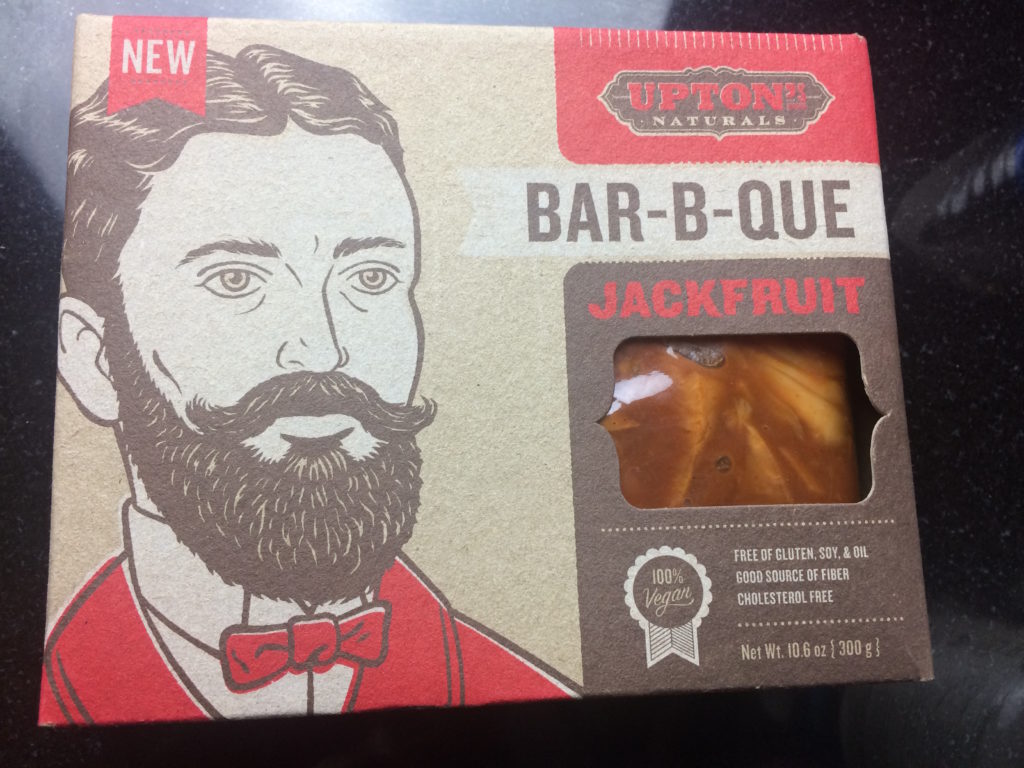 NEW
UPTON'S
NATURALS
BAR-B-QUE
JACKFRUIT
100%
Vegan
FREE OF GLUTEN, SOY, & OIL
GOOD SOURCE OF FIBER
CHOLESTEROL FREE
Net Wt. 10.6 oz { 300 g }